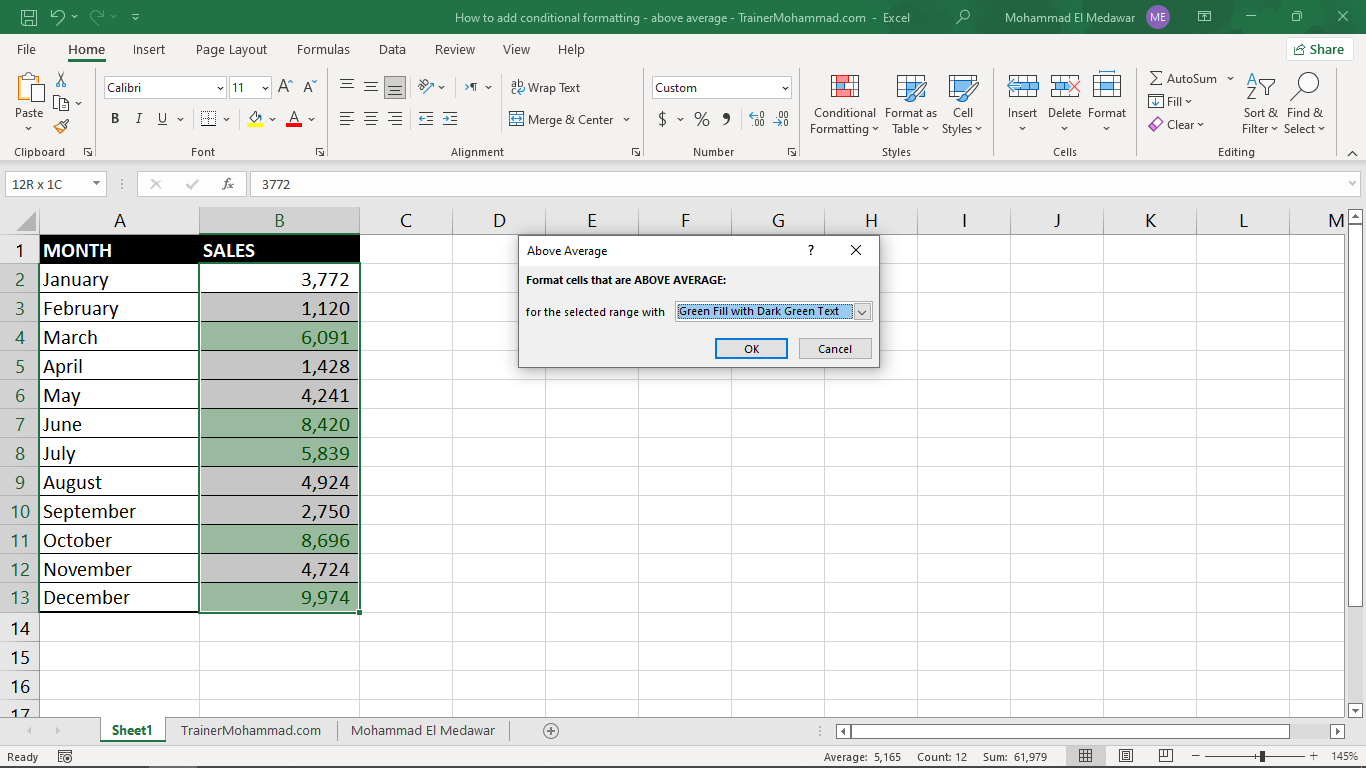 How to add conditional formatting - above average - TrainerMohammad.com - Excel
Mohammad El Medawar
ME
File Home Insert Page Layout Formulas Data Review View Help
Share
Paste
Calibri 11
B I U A
ab Wrap Text
Merge & Center
Custom
$ % 9 .00 .00
Conditional Formatting
Format as Table
Cell Styles
Insert
Delete
Format
AutoSum
Fill
Clear
Sort & Filter
Find & Select
Clipboard Font Alignment Number Styles Cells Editing
12R x 1C fx 3772
A B C D E F G H I J K L M
1 MONTH SALES
2 January 3,772
3 February 1,120
4 March 6,091
5 April 1,428
6 May 4,241
7 June 8,420
8 July 5,839
9 August 4,924
10 September 2,750
11 October 8,696
12 November 4,724
13 December 9,974
14
15
16
17
Above Average ?
Format cells that are ABOVE AVERAGE:
for the selected range with Green Fill with Dark Green Text
OK Cancel
Sheet1 TrainerMohammad.com Mohammad El Medawar
Ready Average: 5,165 Count: 12 Sum: 61,979 145%